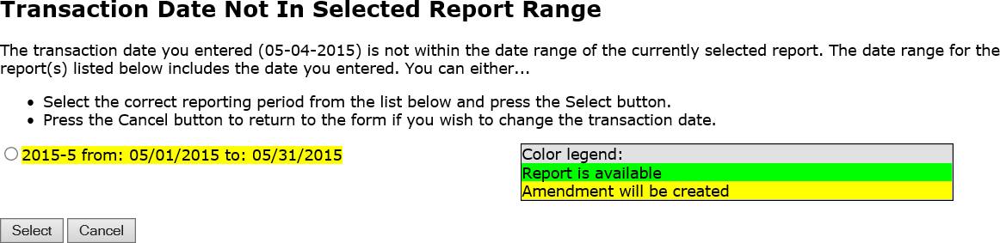 Transaction Date Not In Selected Report Range
The transaction date you entered (05-04-2015) is not within the date range of the currently selected report. The date range for the
report(s) listed below includes the date you entered. You can either...
• Select the correct reporting period from the list below and press the Select button.
• Press the Cancel button to return to the form if you wish to change the transaction date.
2015-5 from: 05/01/2015 to: 05/31/2015
Color legend:
Report is available
Amendment will be created
Select Cancel